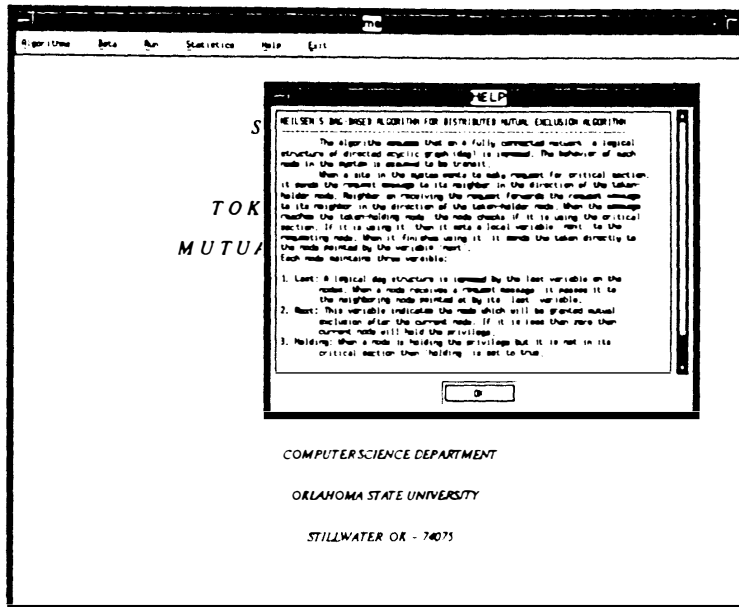 me
Algorithms Beta Run Statistics Help Exit
HELP
S
NEILSEN'S DAG-BASED ALGORITHM FOR DISTRIBUTED MUTUAL EXCLUSION ALGORITHM
The algorithm assumes that on a fully connected network, a logical
structure of directed acyclic graph (dag) is imposed. The behavior of each
node in the system is assumed to be transit.
When a site in the system wants to make request for critical section,
it sends the request message to its neighbor in the direction of the token-
holder node. Neighbor on receiving the request forwards the request message
to its neighbor in the direction of the token-holder node. When the message
reaches the token-holding node, the node checks if it is using the critical
section. If it is using it, then it sets a local variable 'next' to the
requesting node. When it finishes using it, it sends the token directly to
the node pointed by the variable 'next'.
Each node maintains three varaible:
TOK
MUTUA
1. Last: A logical dag structure is imposed by the last variable on the
nodes. When a node receives a request message, it passes it to
the neighboring node pointed at by its 'last' variable.
2. Next: This variable indicates the node which will be granted mutual
exclusion after the current node. If it is less than zero then
current node will hold the privilege.
3. Holding: When a node is holding the privilege but it is not in its
critical section then 'holding' is set to true.
OK
COMPUTER SCIENCE DEPARTMENT
OKLAHOMA STATE UNIVERSITY
STILLWATER OK - 74075